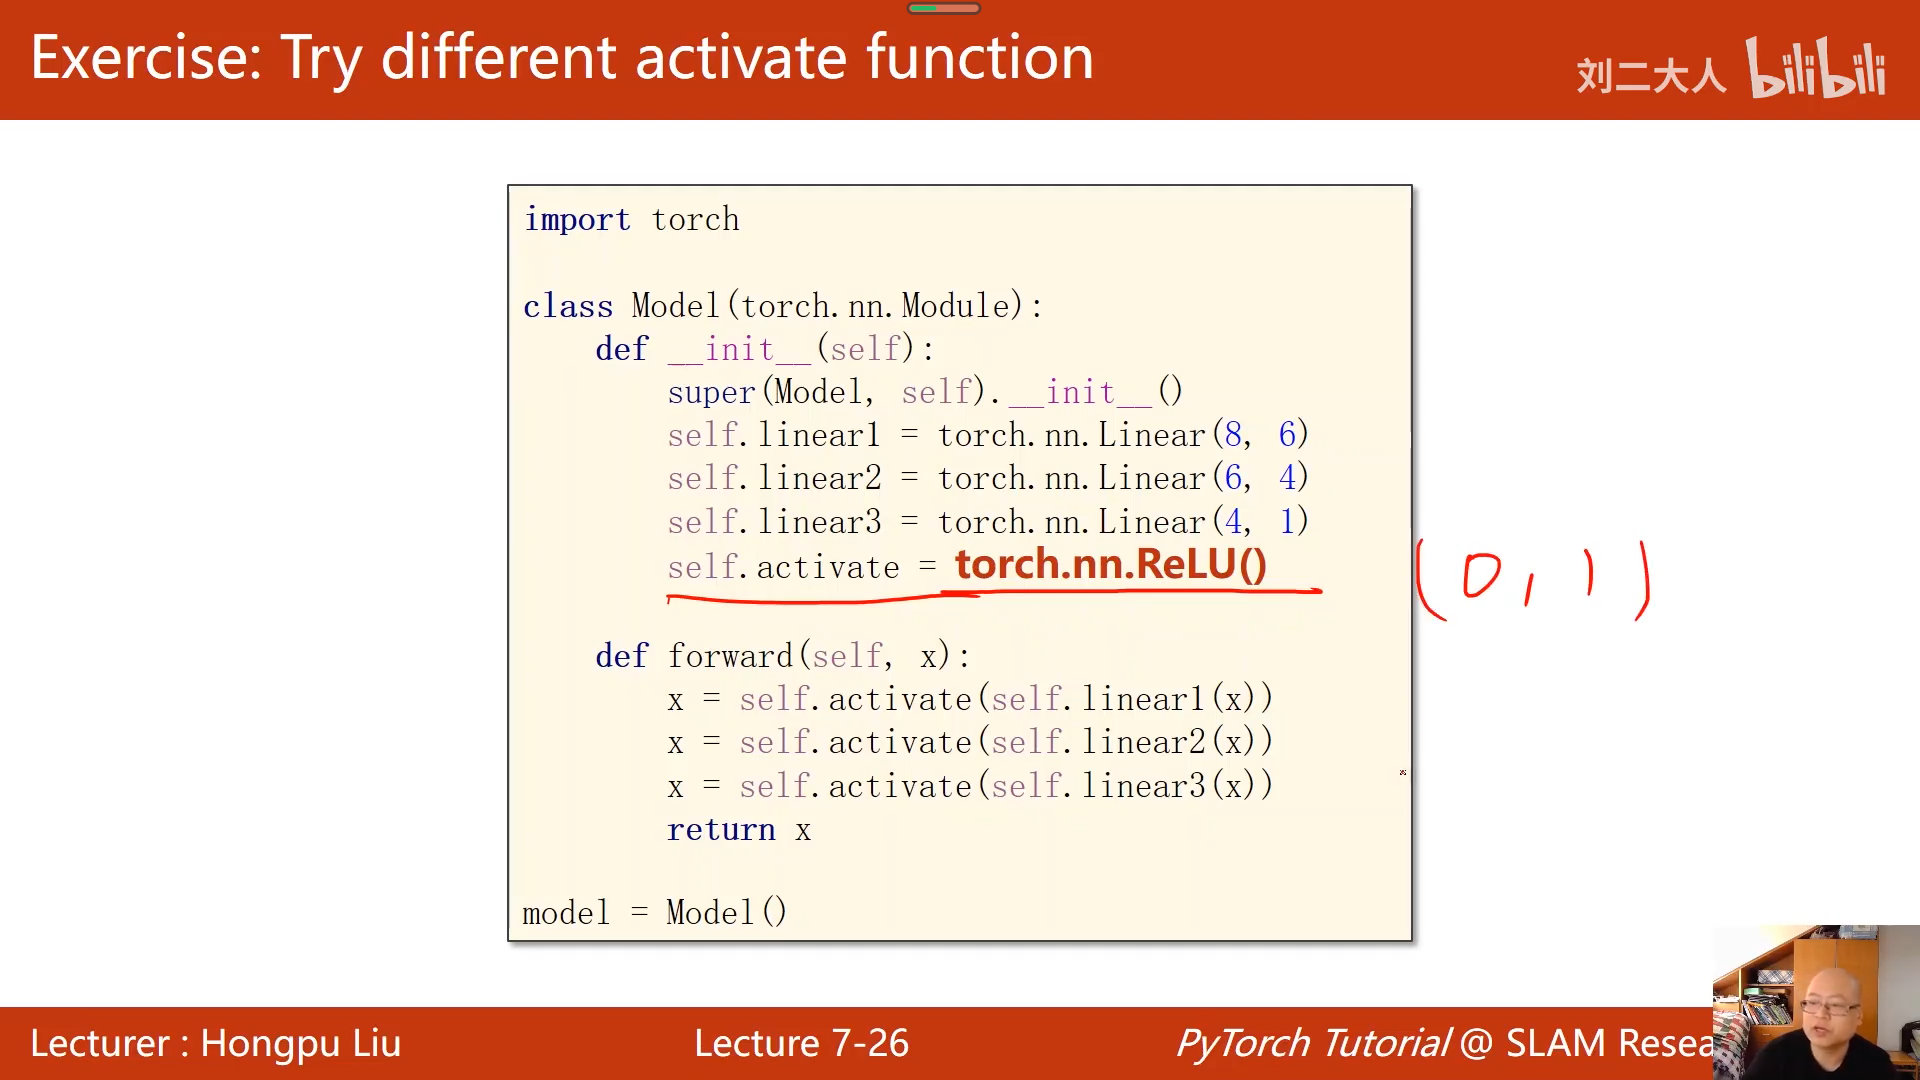 Exercise: Try different activate function
刘二大人 bilibili
import torch
class Model(torch.nn.Module):
def __init__(self):
super(Model, self).__init__()
self.linear1 = torch.nn.Linear(8, 6)
self.linear2 = torch.nn.Linear(6, 4)
self.linear3 = torch.nn.Linear(4, 1)
self.activate = torch.nn.ReLU()
(0, 1)
def forward(self, x):
x = self.activate(self.linear1(x))
x = self.activate(self.linear2(x))
x = self.activate(self.linear3(x))
return x
model = Model()
Lecturer : Hongpu Liu
Lecture 7-26
PyTorch Tutorial @ SLAM Resea